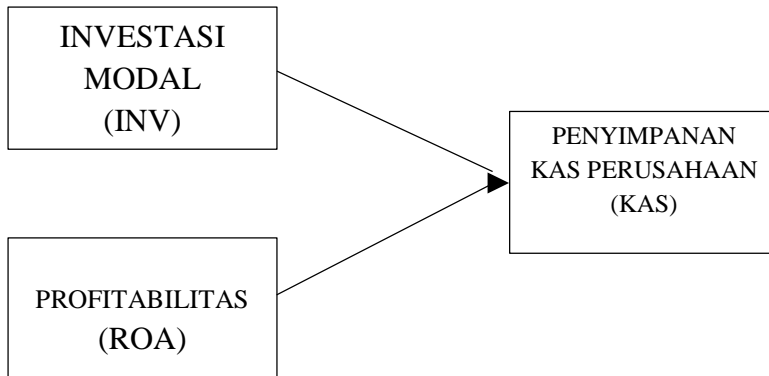 INVESTASI
MODAL
(INV)
PENYIMPANAN
KAS PERUSAHAAN
(KAS)
PROFITABILITAS
(ROA)